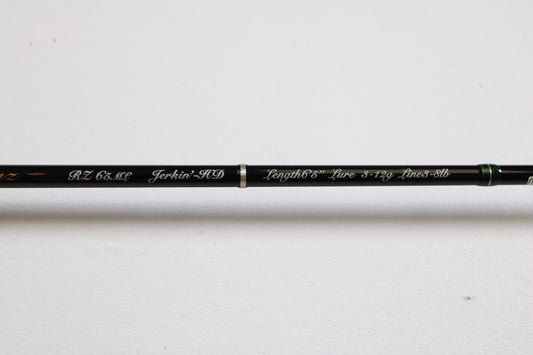 RZ 65ML Jerkin'-HD Length6'5" Lure 3-12g Line3-8lb